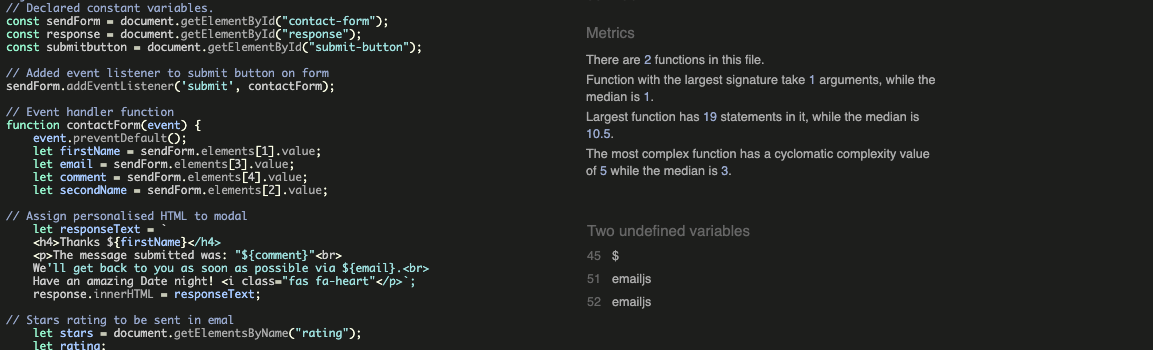 // Declared constant variables.
const sendForm = document.getElementById("contact-form");
const response = document.getElementById("response");
const submitbutton = document.getElementById("submit-button");

// Added event listener to submit button on form
sendForm.addEventListener('submit', contactForm);

// Event handler function
function contactForm(event) {
    event.preventDefault();
    let firstName = sendForm.elements[1].value;
    let email = sendForm.elements[3].value;
    let comment = sendForm.elements[4].value;
    let secondName = sendForm.elements[2].value;

// Assign personalised HTML to modal
    let responseText = `
    <h4>Thanks ${firstName}</h4>
    <p>The message submitted was: "${comment}"<br>
    We'll get back to you as soon as possible via ${email}.<br>
    Have an amazing Date night! <i class="fas fa-heart"</p>`;
    response.innerHTML = responseText;

// Stars rating to be sent in emal
    let stars = document.getElementsByName("rating");
    let rating;

Metrics
There are 2 functions in this file.
Function with the largest signature take 1 arguments, while the
median is 1.
Largest function has 19 statements in it, while the median is
10.5.
The most complex function has a cyclomatic complexity value
of 5 while the median is 3.

Two undefined variables
45 $
51 emailjs
52 emailjs